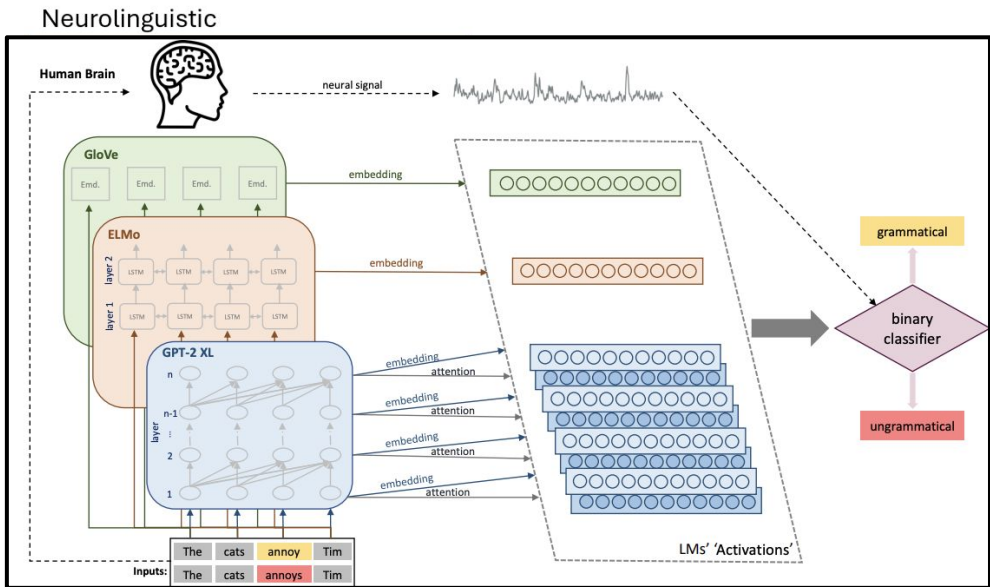 Neurolinguistic
Human Brain
neural signal
GloVe
Emd. Emd. Emd. Emd.
embedding
ELMo
layer 2
LSTM LSTM LSTM LSTM
embedding
layer 1
LSTM LSTM LSTM LSTM
grammatical
binary
classifier
ungrammatical
GPT-2 XL
n
n-1
layer
...
2
1
embedding
attention
embedding
attention
embedding
attention
embedding
attention
LMs' 'Activations'
Inputs:
The cats annoy Tim
The cats annoys Tim